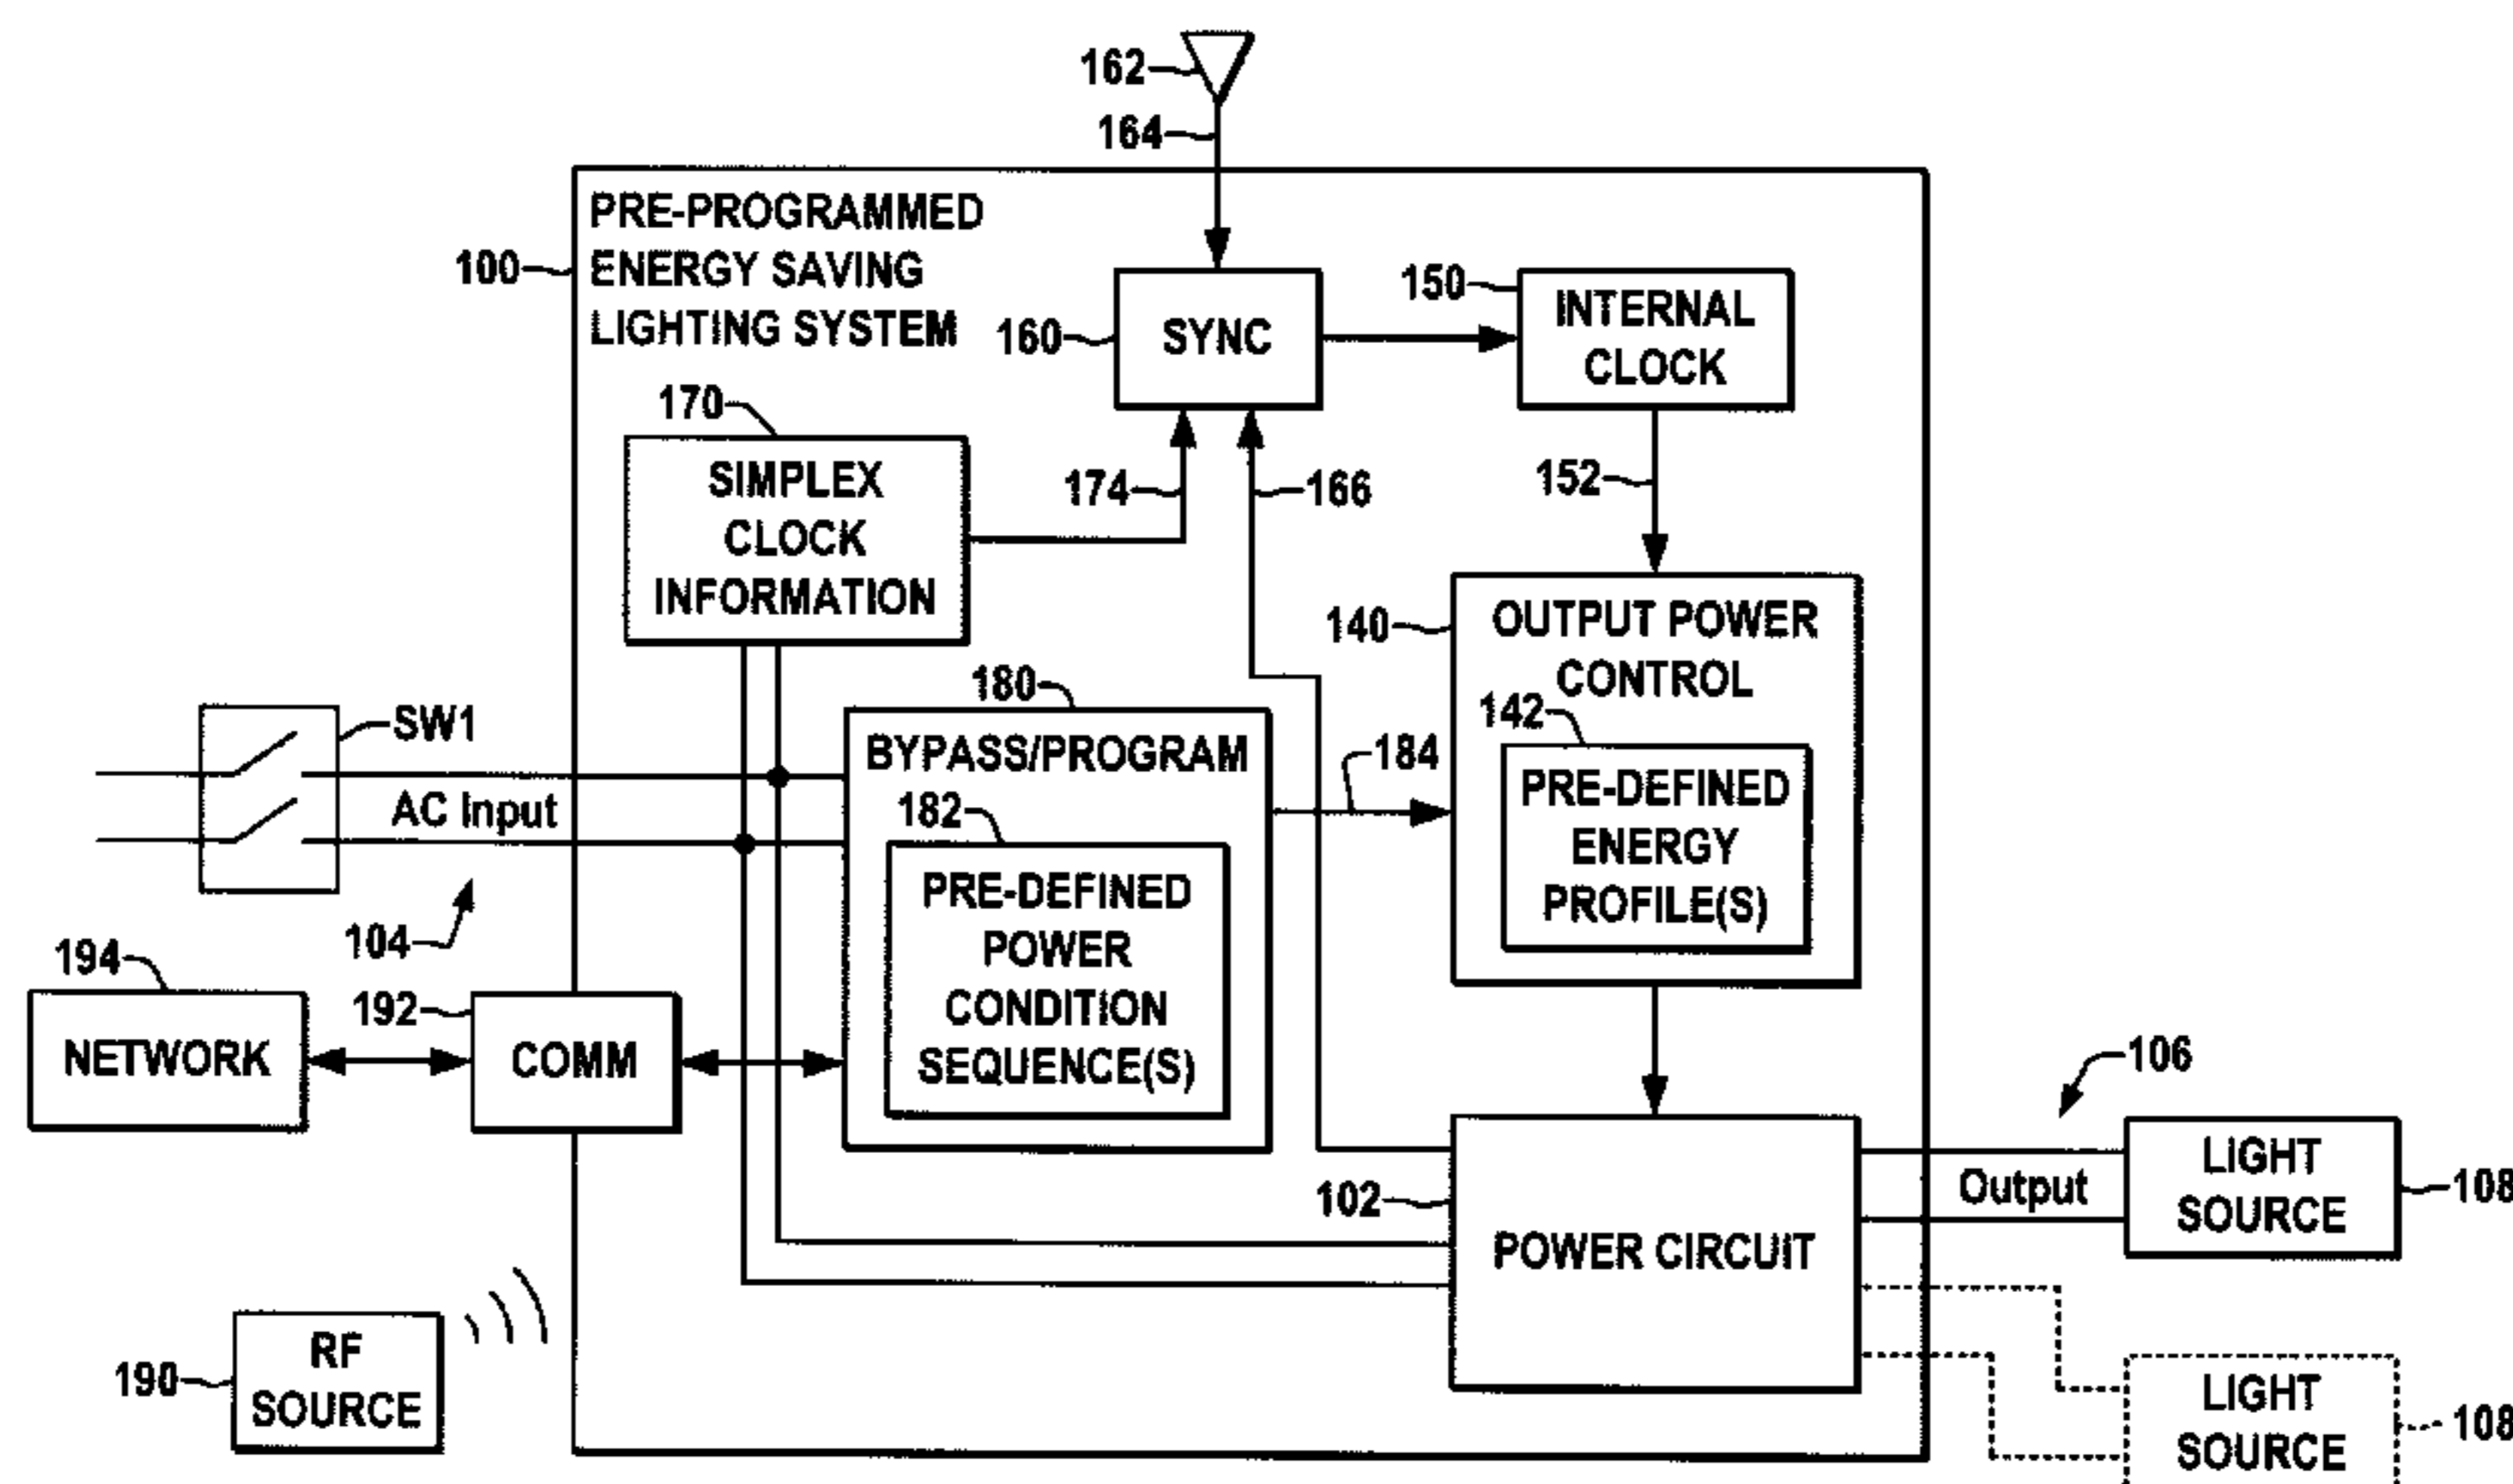 162
164
PRE-PROGRAMMED
ENERGY SAVING
LIGHTING SYSTEM
100
160
SYNC
150
INTERNAL
CLOCK
170
SIMPLEX
CLOCK
INFORMATION
174
166
152
140
OUTPUT POWER
CONTROL
142
PRE-DEFINED
ENERGY
PROFILE(S)
SW1
AC Input
104
180
BYPASS/PROGRAM
182
PRE-DEFINED
POWER
CONDITION
SEQUENCE(S)
184
194
NETWORK
192
COMM
102
POWER CIRCUIT
106
Output
LIGHT
SOURCE
108
190
RF
SOURCE
LIGHT
SOURCE
108